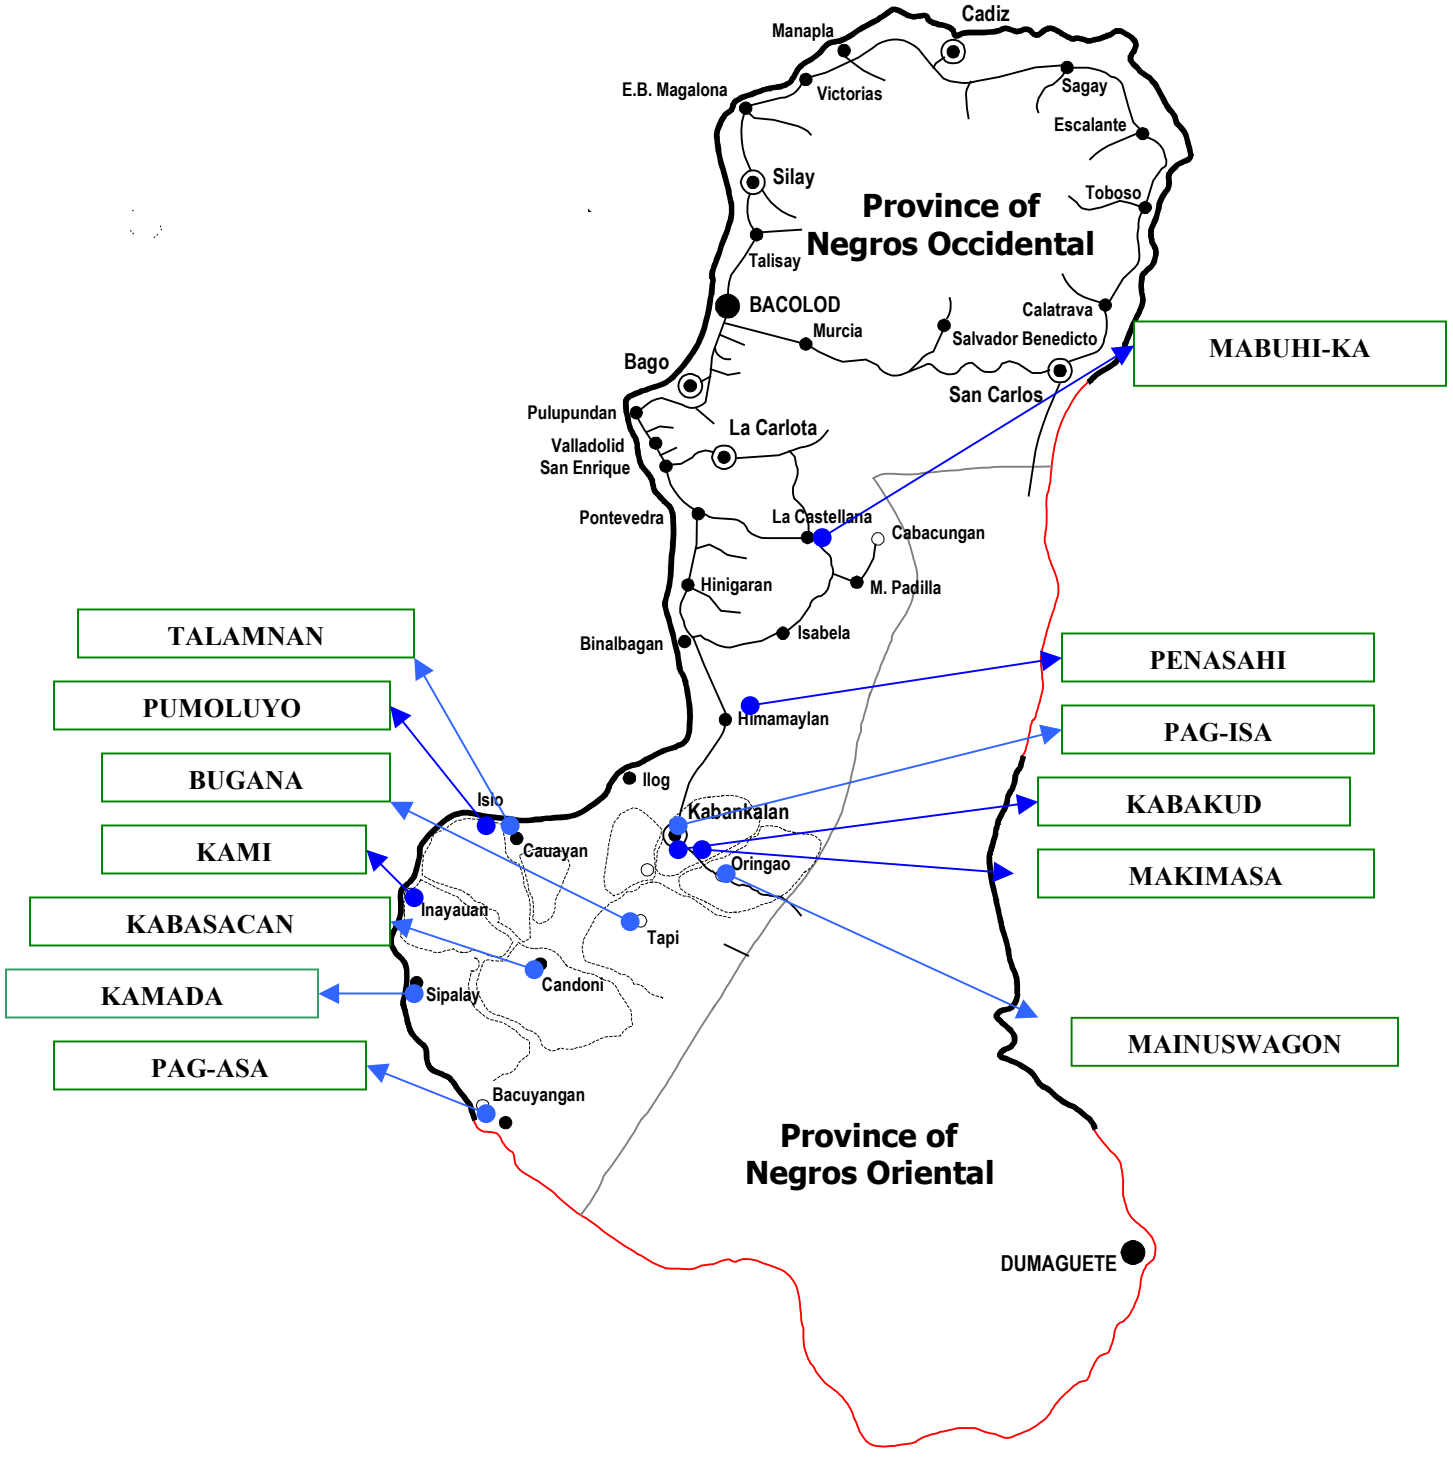 Cadiz
Manapla
E.B. Magalona
Victorias
Sagay
Escalante
Silay
Toboso
Province of
Negros Occidental
Talisay
BACOLOD
Calatrava
Murcia
Salvador Benedicto
MABUHI-KA
Bago
San Carlos
Pulupundan
La Carlota
Valladolid
San Enrique
Pontevedra
La Castellana
Cabacungan
Hinigaran
M. Padilla
TALAMNAN
Binalbagan
Isabela
PENASAHI
PUMOLUYO
Himamaylan
PAG-ISA
BUGANA
Ilog
Isio
Kabankalan
KABAKUD
KAMI
Cauayan
Oringao
MAKIMASA
Inayauan
KABASACAN
Tapi
KAMADA
Sipalay
Candoni
MAINUSWAGON
PAG-ASA
Bacuyangan
Province of
Negros Oriental
DUMAGUETE